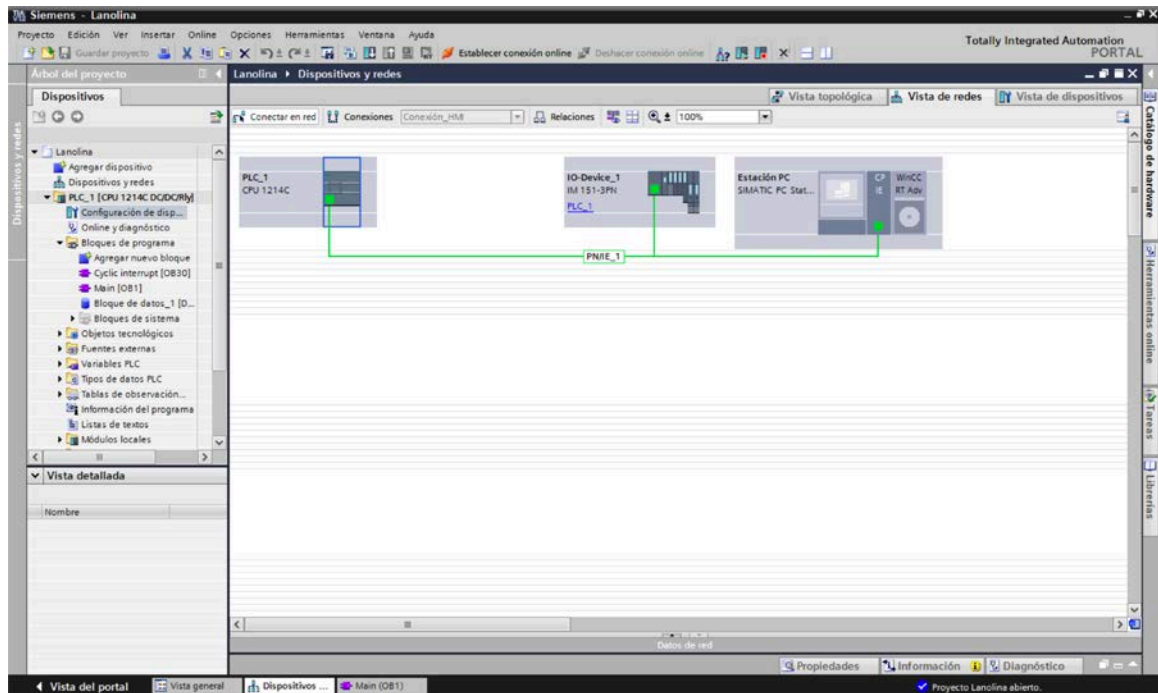 Siemens - Lanolina
Proyecto Edición Ver Insertar Online Opciones Herramientas Ventana Ayuda
Totally Integrated Automation
PORTAL
Guardar proyecto
Establecer conexión online
Deshacer conexión online
Árbol del proyecto
Lanolina Dispositivos y redes
Dispositivos
Vista topológica
Vista de redes
Vista de dispositivos
Conectar en red
Conexiones
Conexión_HMI
Relaciones
100%
Lanolina
Agregar dispositivo
Dispositivos y redes
PLC_1 [CPU 1214C DC/DC/Rly]
Configuración de disp...
Online y diagnóstico
Bloques de programa
Agregar nuevo bloque
Cyclic interrupt [OB30]
Main [OB1]
Bloque de datos_1 [D...
Bloques de sistema
Objetos tecnológicos
Fuentes externas
Variables PLC
Tipos de datos PLC
Tablas de observación...
Información del programa
Listas de textos
Módulos locales
PLC_1
CPU 1214C
IO-Device_1
IM 151-3PN
PLC_1
Estación PC
SIMATIC PC Stat...
CP
IE
WinCC
RT Adv
PN/IE_1
Vista detallada
Nombre
Datos de red
Propiedades
Información
Diagnóstico
Dispositivos y redes
Catálogo de hardware
Herramientas online
Tareas
Librerías
Vista del portal
Vista general
Dispositivos ...
Main (OB1)
Proyecto Lanolina abierto.